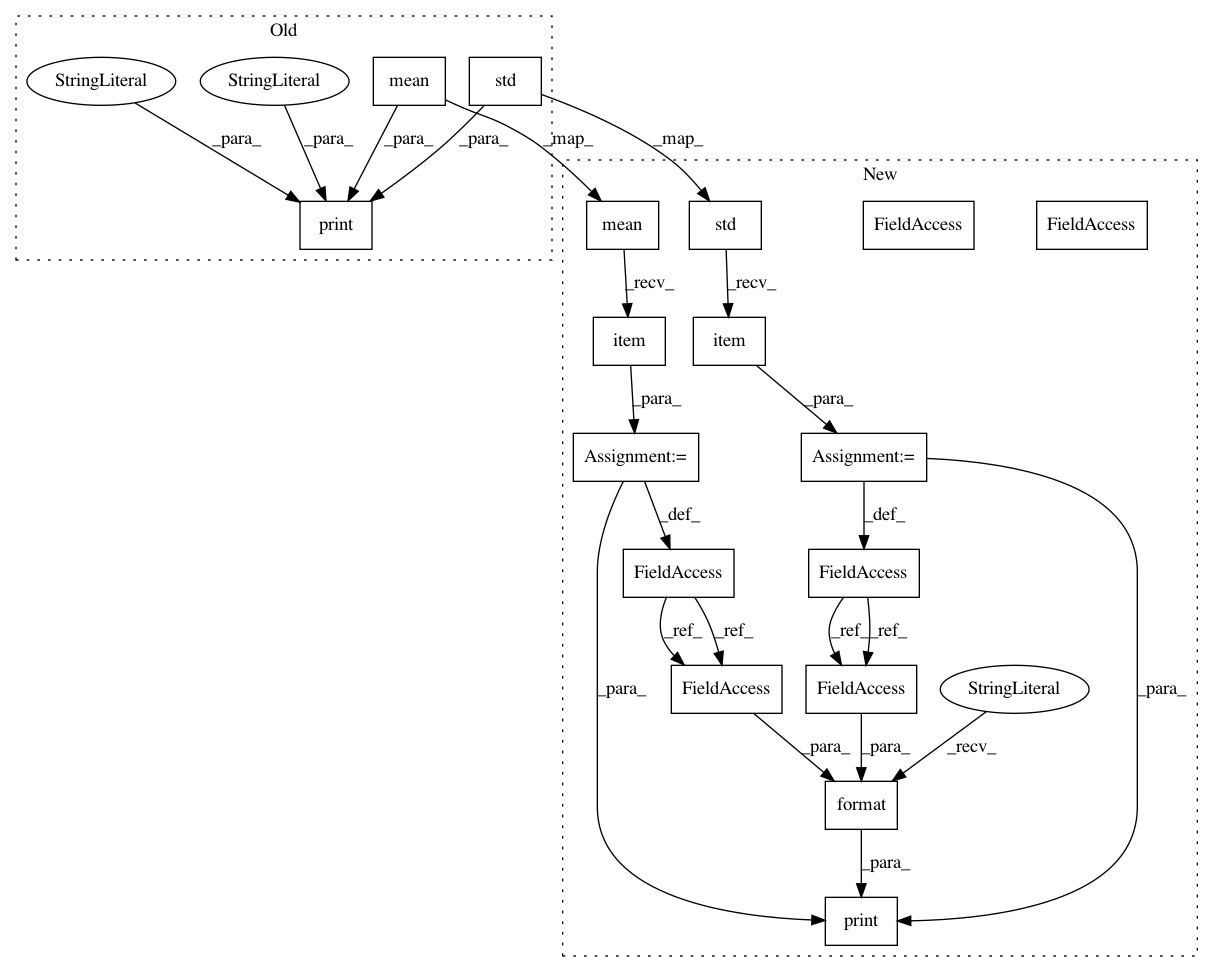 Old
StringLiteral StringLiteral mean std
_para_ _para_ _para_ _para_ _map_ _map_
New
print mean std FieldAccess FieldAccess
_recv_ _recv_
item item
_para_ _para_
Assignment:= Assignment:=
_def_ _def_
FieldAccess FieldAccess
_ref_ _ref_ _ref_ _ref_
_para_ FieldAccess FieldAccess StringLiteral _para_
_para_ _para_ _recv_
format
_para_
print